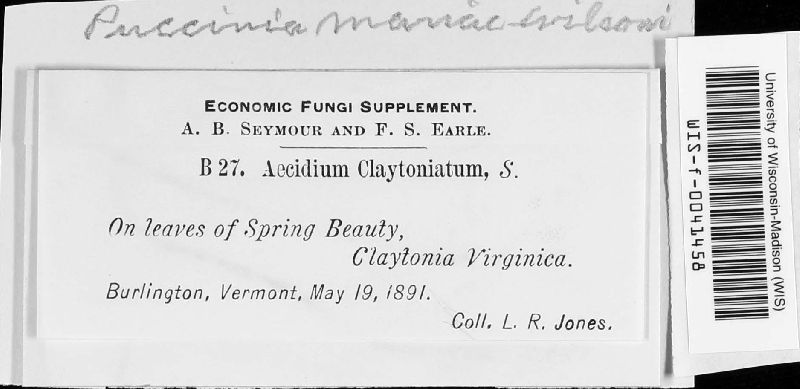 Puccinia mariae-wilsoni
ECONOMIC FUNGI SUPPLEMENT.
A. B. SEYMOUR AND F. S. EARLE.
B 27. Aecidium Claytoniatum, S.
On leaves of Spring Beauty,
Claytonia Virginica.
Burlington, Vermont, May 19, 1891.
Coll. L. R. Jones.
University of Wisconsin-Madison (WIS)
WIS-f-0041458